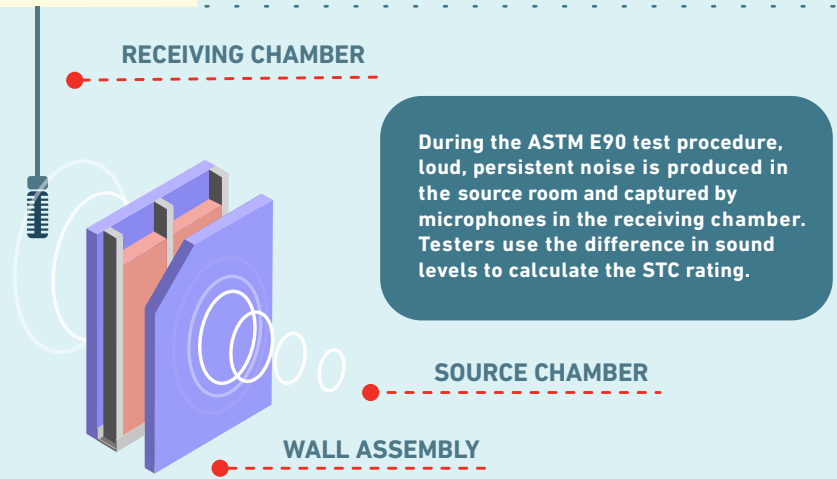 RECEIVING CHAMBER
During the ASTM E90 test procedure,
loud, persistent noise is produced in
the source room and captured by
microphones in the receiving chamber.
Testers use the difference in sound
levels to calculate the STC rating.
SOURCE CHAMBER
WALL ASSEMBLY